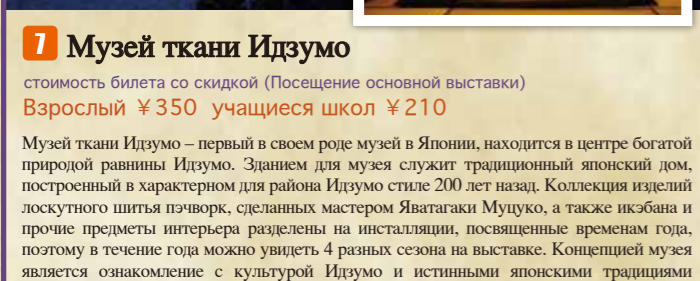 7 Музей ткани Идзумо
стоимость билета со скидкой (Посещение основной выставки)
Взрослый ¥350 учащиеся школ ¥210
Музей ткани Идзумо – первый в своем роде музей в Японии, находится в центре богатой
природой равнины Идзумо. Зданием для музея служит традиционный японский дом,
построенный в характерном для района Идзумо стиле 200 лет назад. Коллекция изделий
лоскутного шитья пэчворк, сделанных мастером Яватагаки Муцуко, а также икэбана и
прочие предметы интерьера разделены на инсталляции, посвященные временам года,
поэтому в течение года можно увидеть 4 разных сезона на выставке. Концепцией музея
является ознакомление с культурой Идзумо и истинными японскими традициями